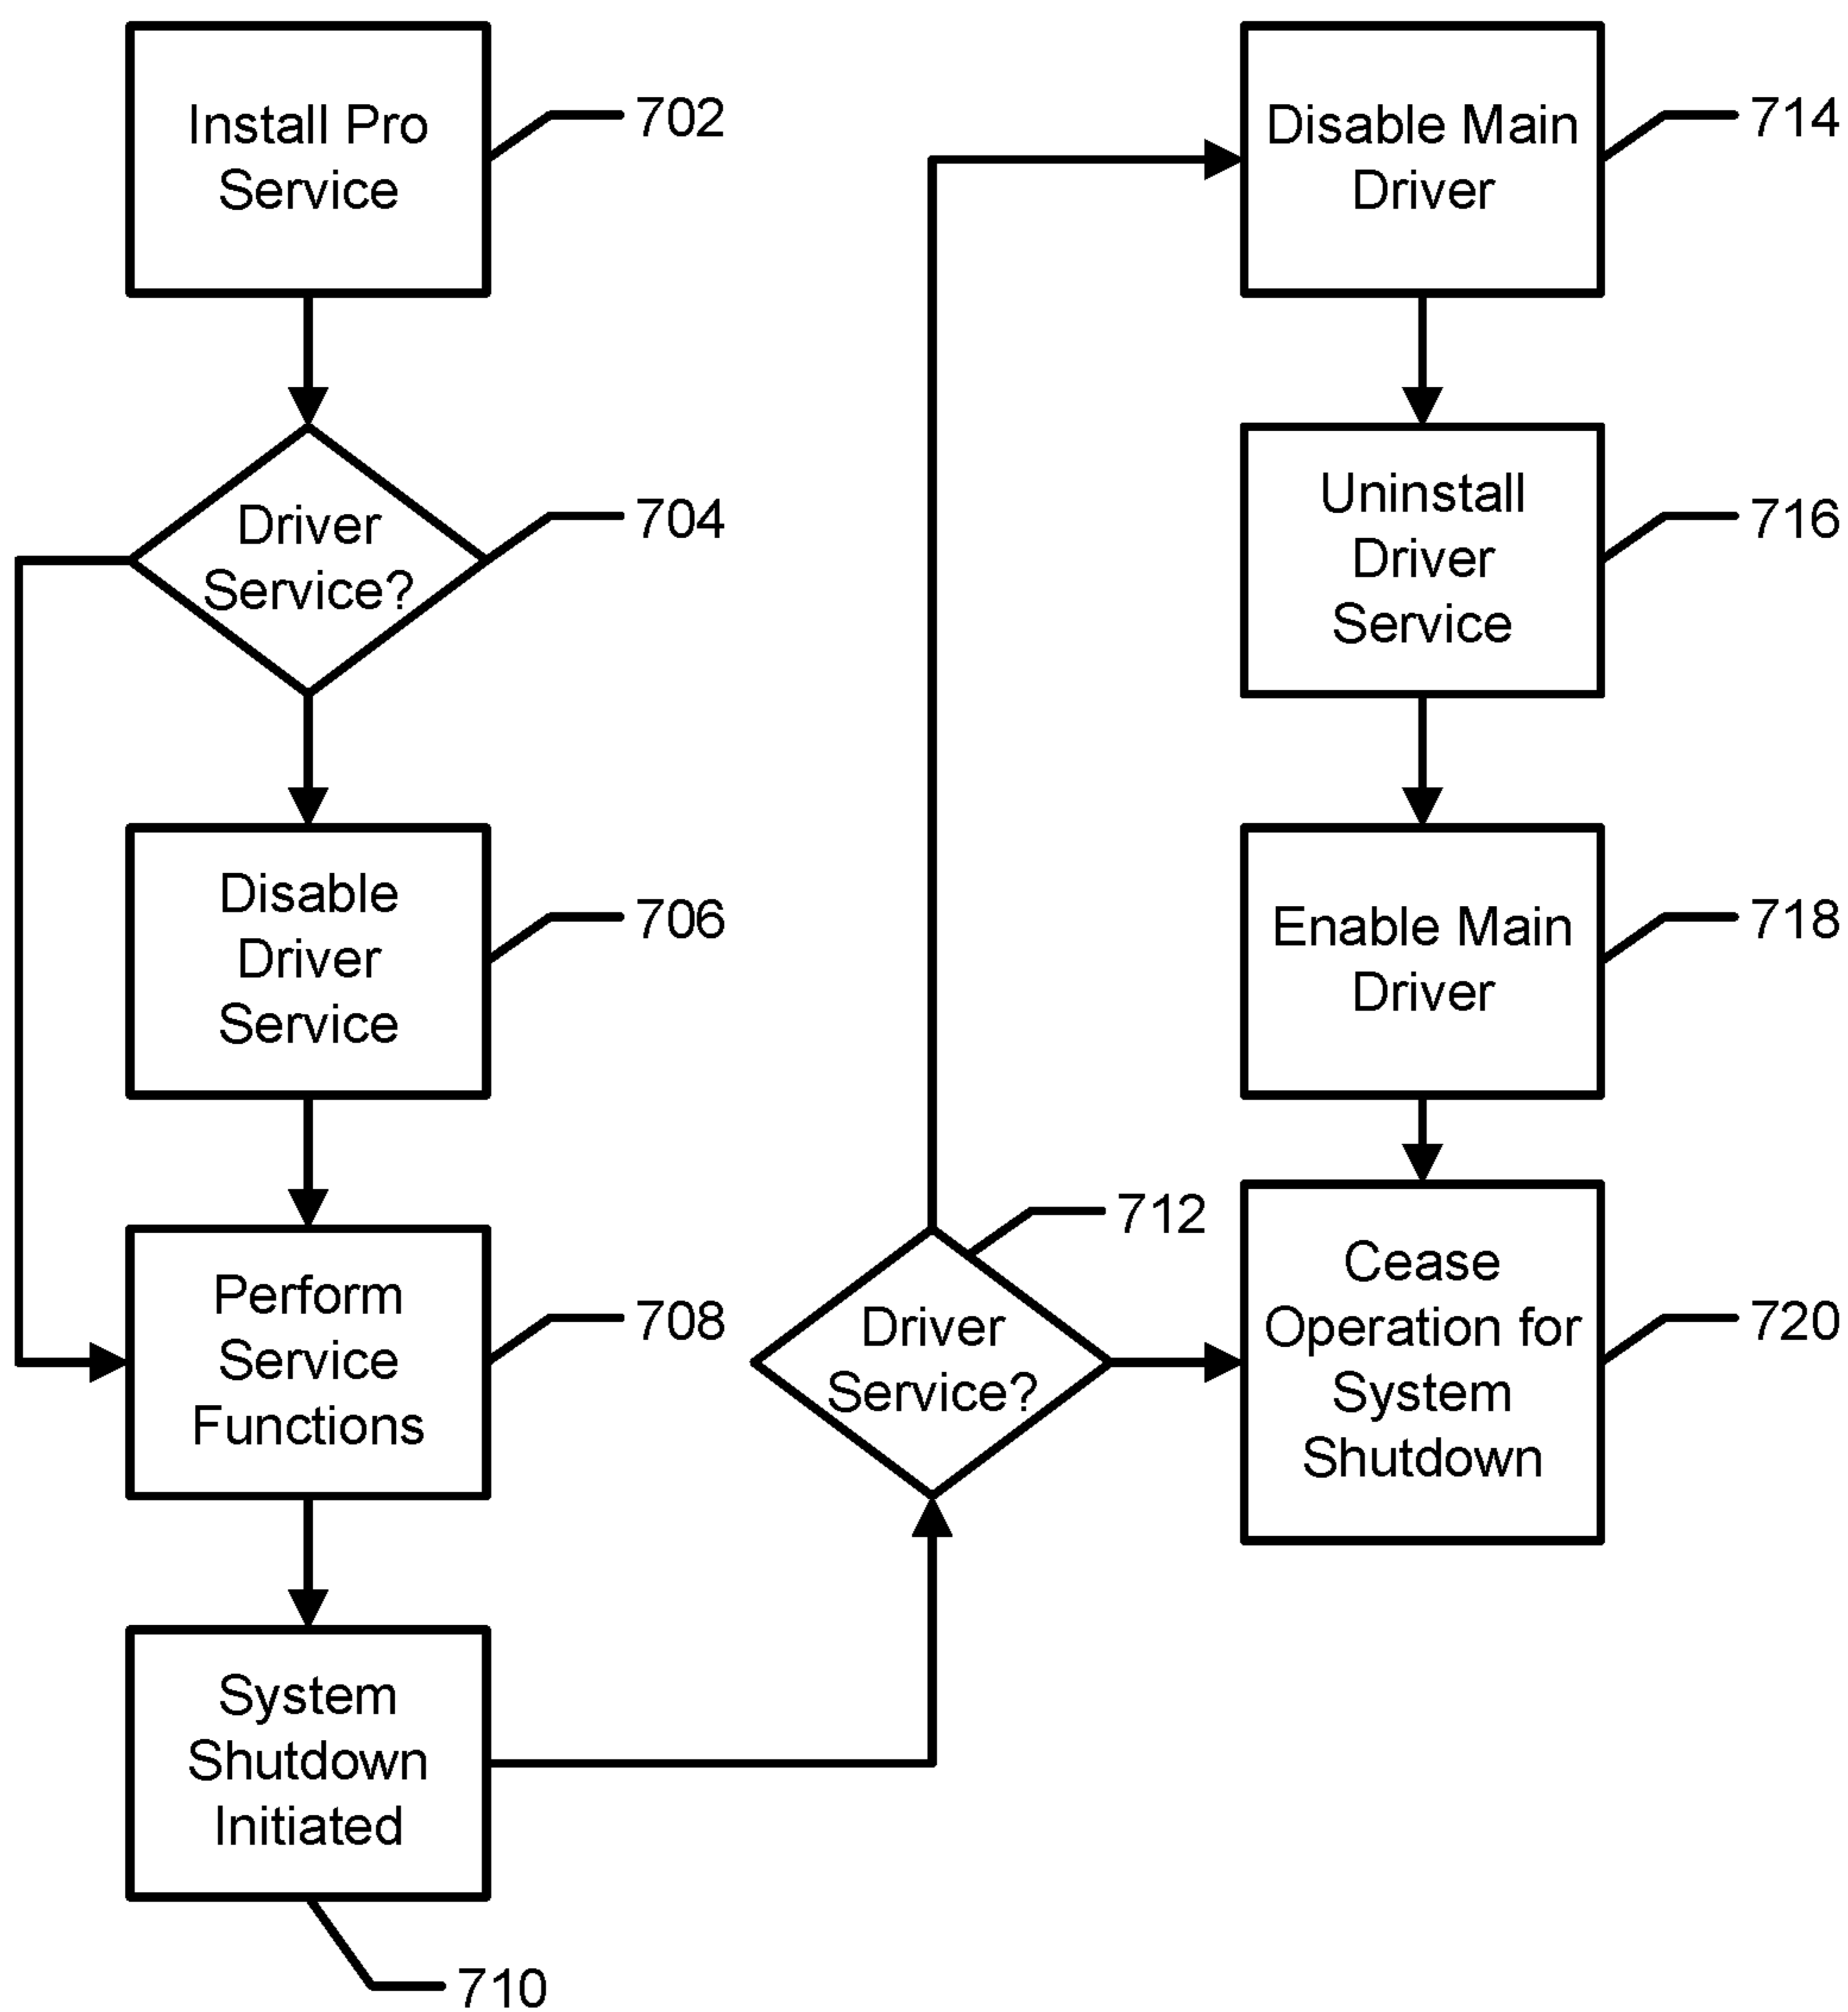 Install Pro
Service
702
Driver
Service?
704
Disable
Driver
Service
706
Perform
Service
Functions
708
System
Shutdown
Initiated
710
Driver
Service?
712
Disable Main
Driver
714
Uninstall
Driver
Service
716
Enable Main
Driver
718
Cease
Operation for
System
Shutdown
720